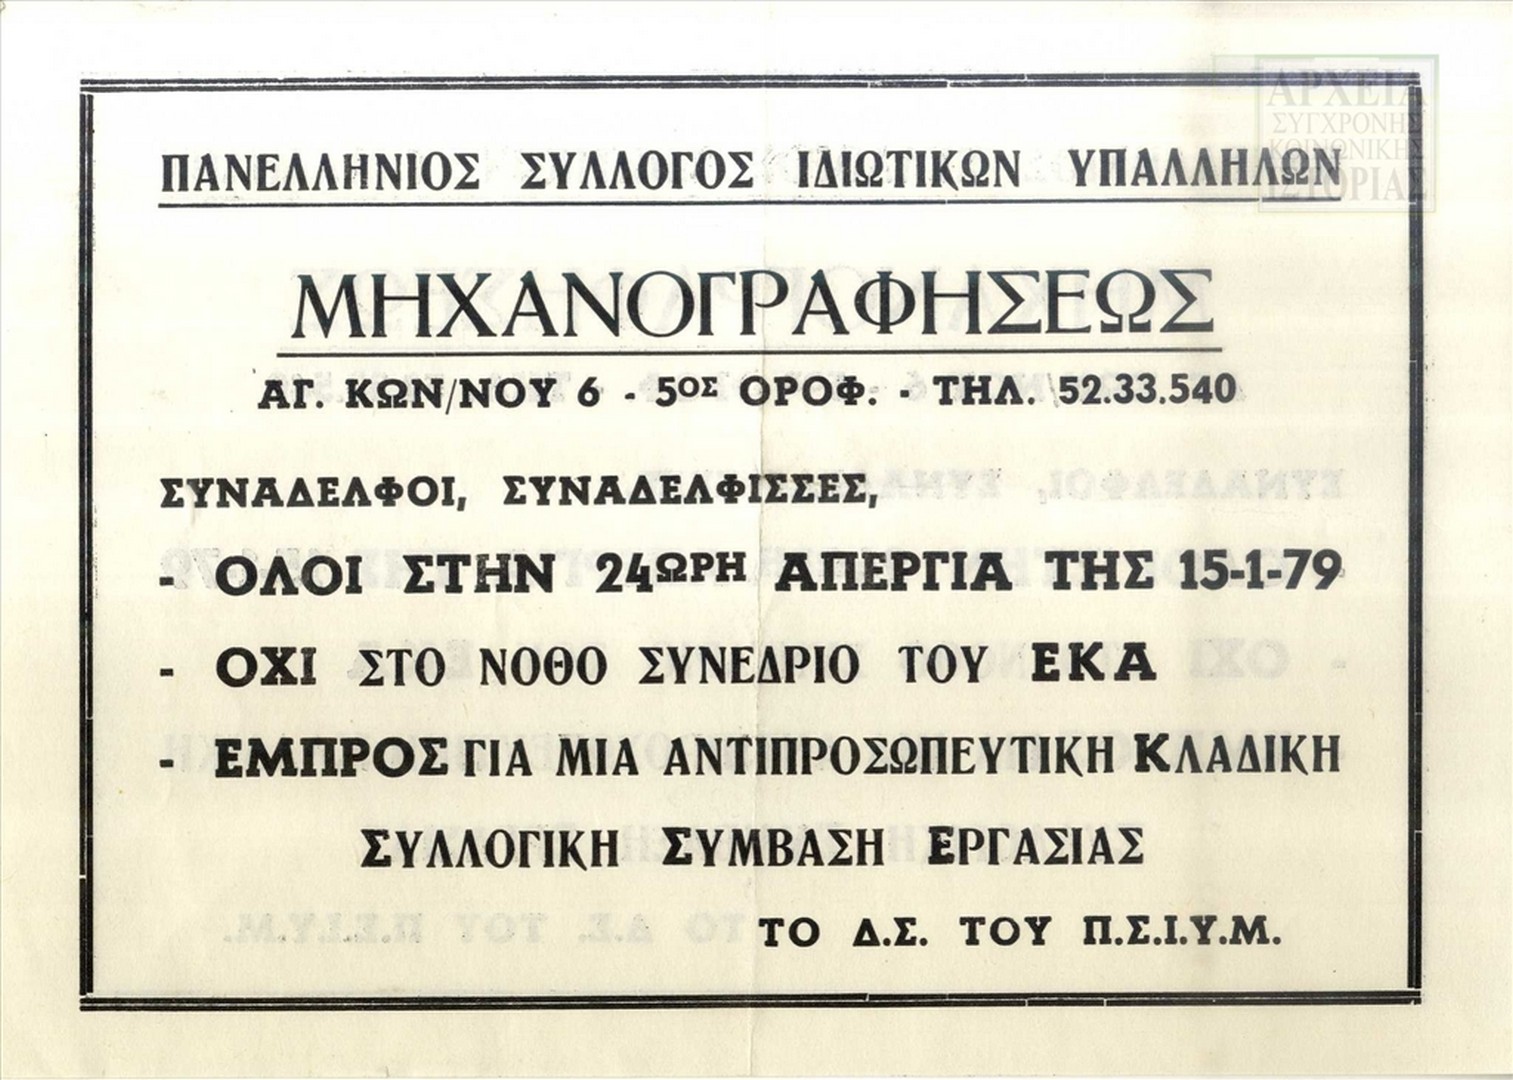 ΑΡΧΕΙΑ
ΣΥΓΧΡΟΝΗΣ
ΚΟΙΝΩΝΙΚΗΣ
ΙΣΤΟΡΙΑΣ
ΠΑΝΕΛΛΗΝΙΟΣ ΣΥΛΛΟΓΟΣ ΙΔΙΩΤΙΚΩΝ ΥΠΑΛΛΗΛΩΝ
ΜΗΧΑΝΟΓΡΑΦΗΣΕΩΣ
ΑΓ. ΚΩΝ/ΝΟΥ 6 - 5ΟΣ ΟΡΟΦ. - ΤΗΛ. 52.33.540
ΣΥΝΑΔΕΛΦΟΙ, ΣΥΝΑΔΕΛΦΙΣΣΕΣ,
- ΟΛΟΙ ΣΤΗΝ 24ΩΡΗ ΑΠΕΡΓΙΑ ΤΗΣ 15-1-79
- ΟΧΙ ΣΤΟ ΝΟΘΟ ΣΥΝΕΔΡΙΟ ΤΟΥ ΕΚΑ
- ΕΜΠΡΟΣ ΓΙΑ ΜΙΑ ΑΝΤΙΠΡΟΣΩΠΕΥΤΙΚΗ ΚΛΑΔΙΚΗ
ΣΥΛΛΟΓΙΚΗ ΣΥΜΒΑΣΗ ΕΡΓΑΣΙΑΣ
ΤΟ Δ.Σ. ΤΟΥ Π.Σ.Ι.Υ.Μ.